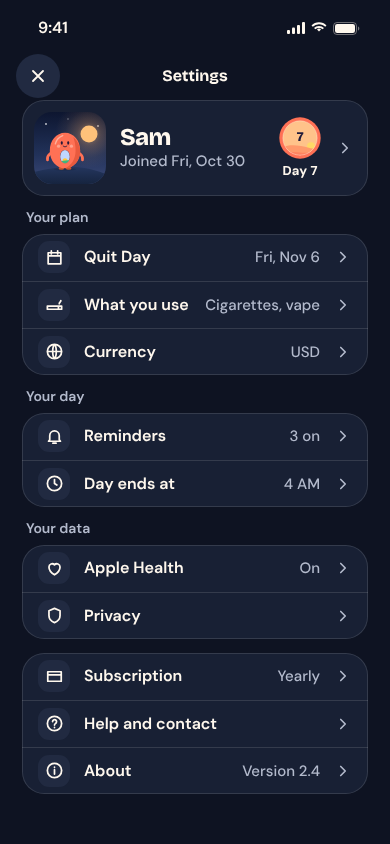 9:41
Settings
Sam
Joined Fri, Oct 30
7
Day 7
Your plan
Quit Day Fri, Nov 6
What you use Cigarettes, vape
Currency USD
Your day
Reminders 3 on
Day ends at 4 AM
Your data
Apple Health On
Privacy
Subscription Yearly
Help and contact
About Version 2.4